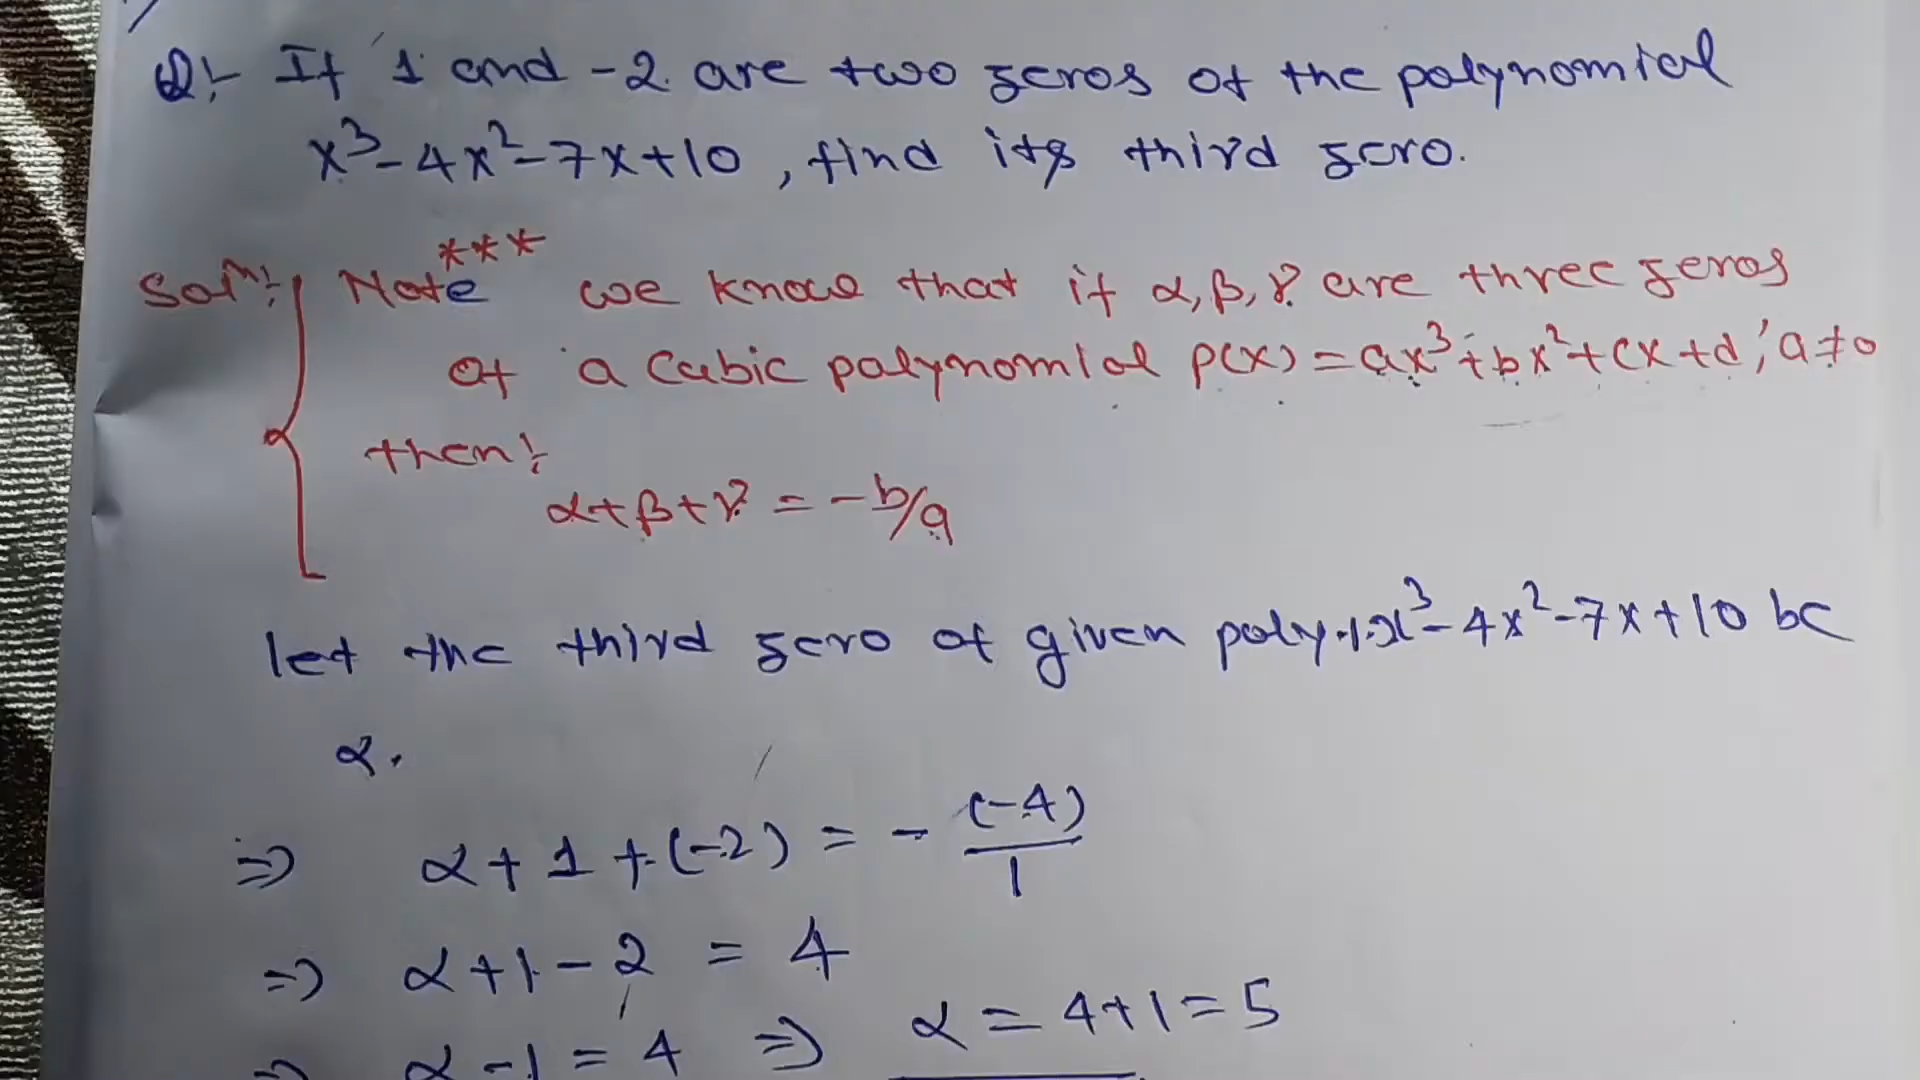 Q:- If 1 and -2 are two zeros of the polynomial
x³-4x²-7x+10, find its third zero.
Solⁿ:- Note *** we know that if α, β, γ are three zeros
of a cubic polynomial p(x) = ax³+bx²+cx+d, a≠0
then:-
α+β+γ = -b/a
let the third zero of given poly. 1.x³-4x²-7x+10 be
α.
=> α + 1 + (-2) = - (-4)/1
=> α+1-2 = 4
=> α-1 = 4 => α = 4+1 = 5